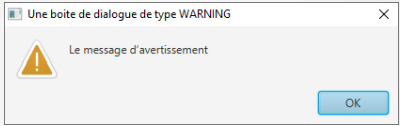 Une boite de dialogue de type WARNING
Le message d'avertissement
OK